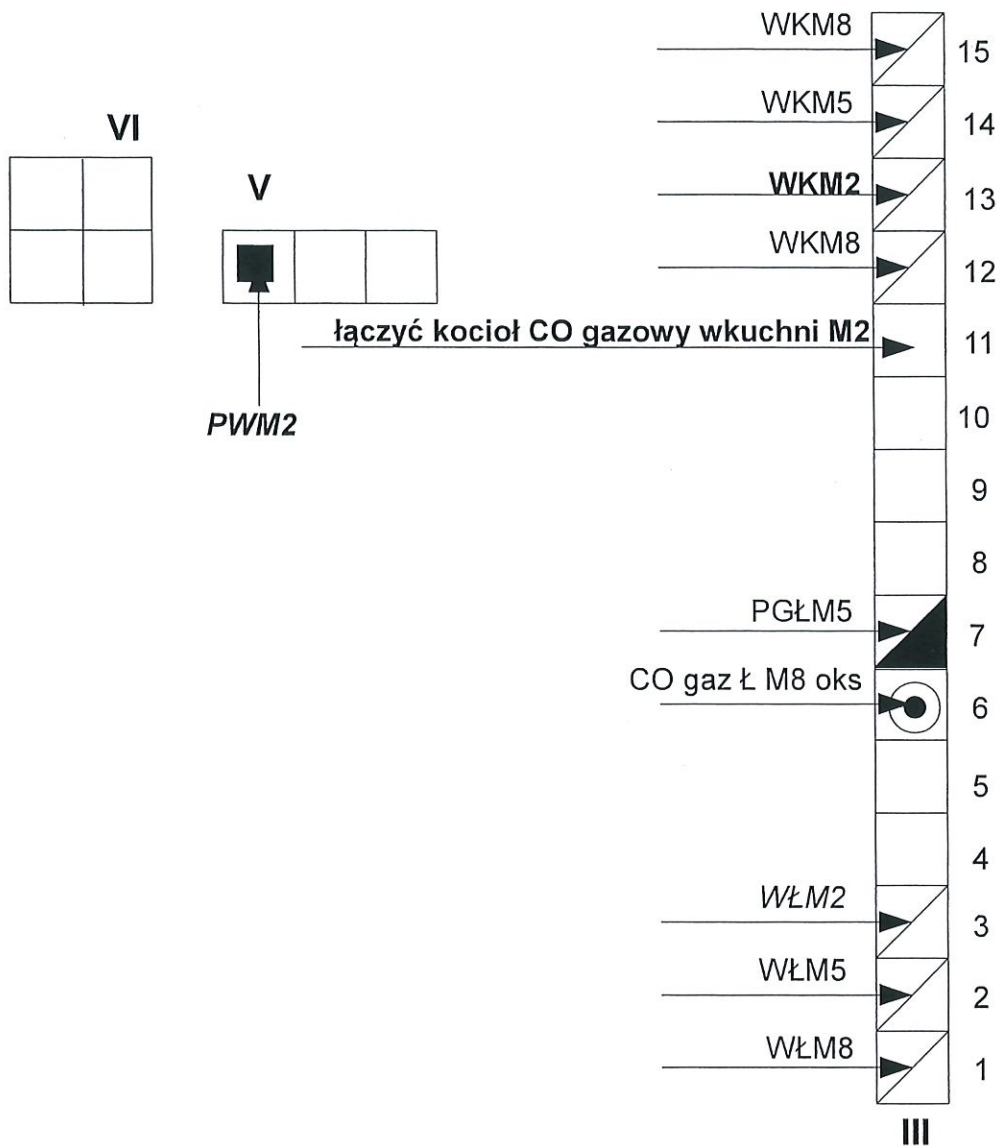 WKM8
15
WKM5
14
VI
V
WKM2
13
WKM8
12
łączyć kocioł CO gazowy wkuchni M2
11
PWM2
10
9
8
PGŁM5
7
CO gaz Ł M8 oks
6
5
4
WŁM2
3
WŁM5
2
WŁM8
1
III